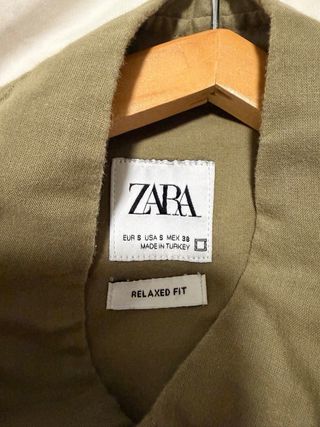 ZARA
EUR S USA S MEX 38
MADE IN TURKEY
RELAXED FIT